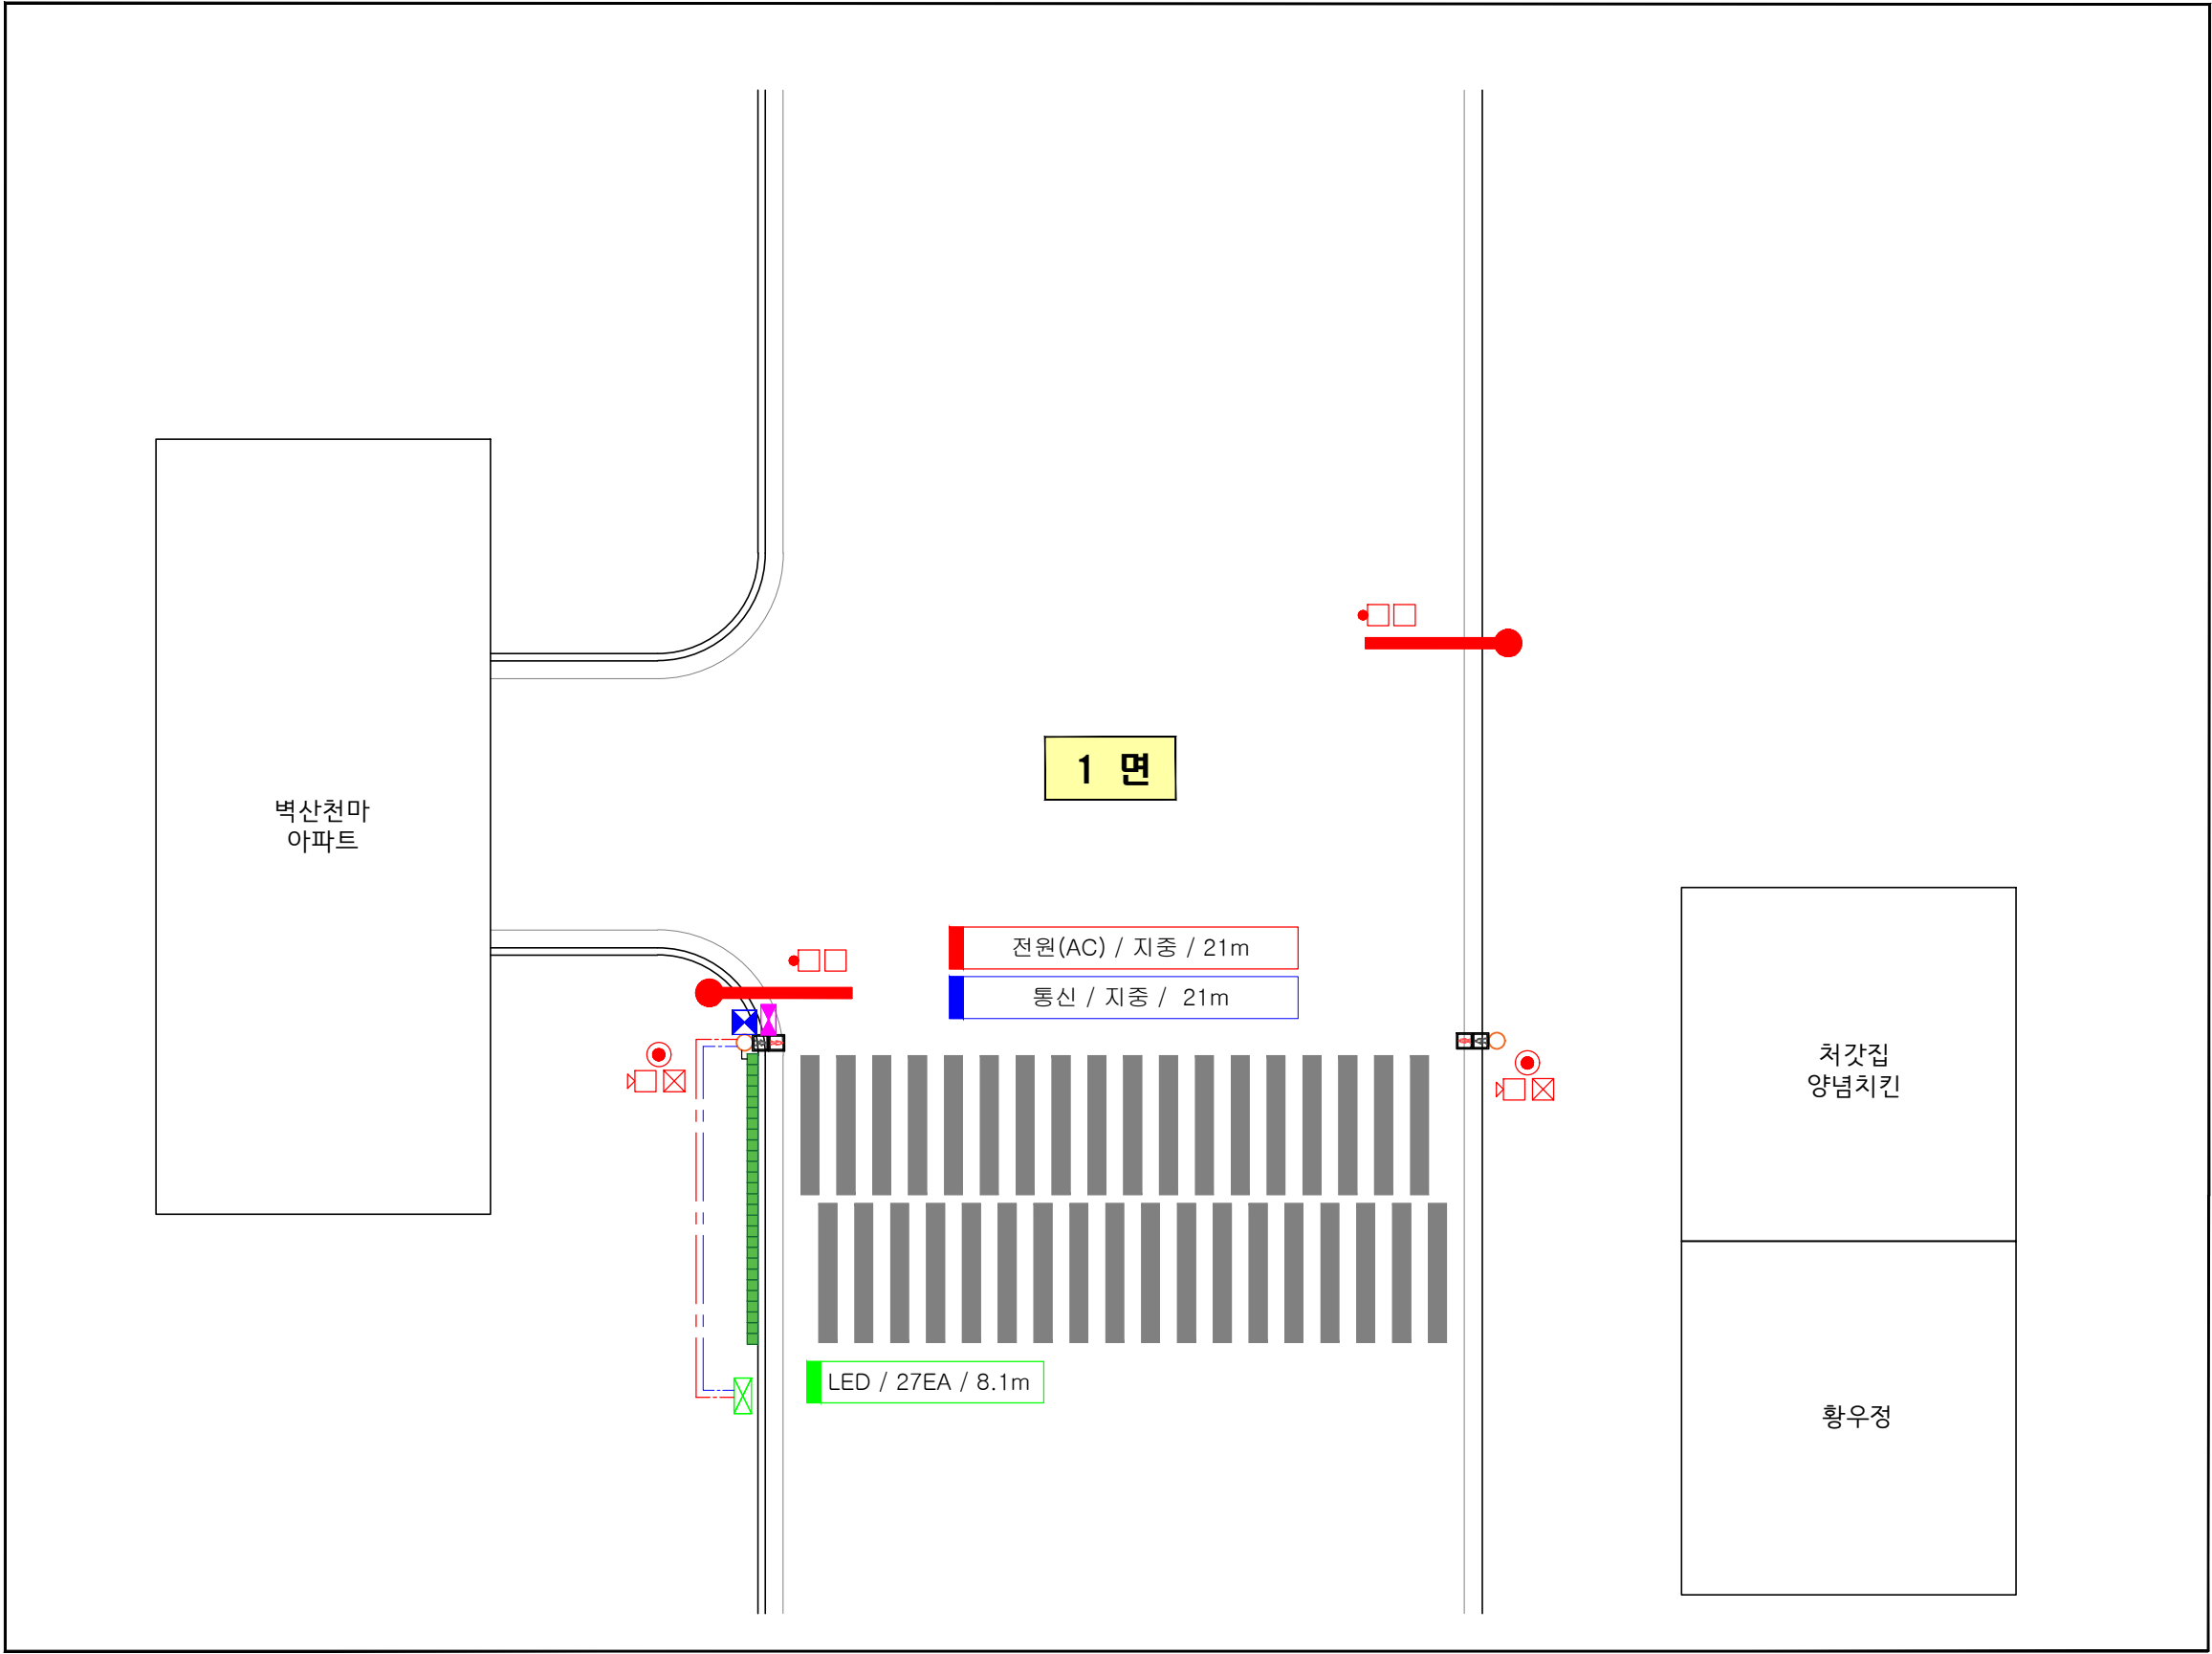 1 면
벽산천마
아파트
전원(AC) / 지중 / 21m
통신 / 지중 / 21m
처갓집
양념치킨
LED / 27EA / 8.1m
황우정